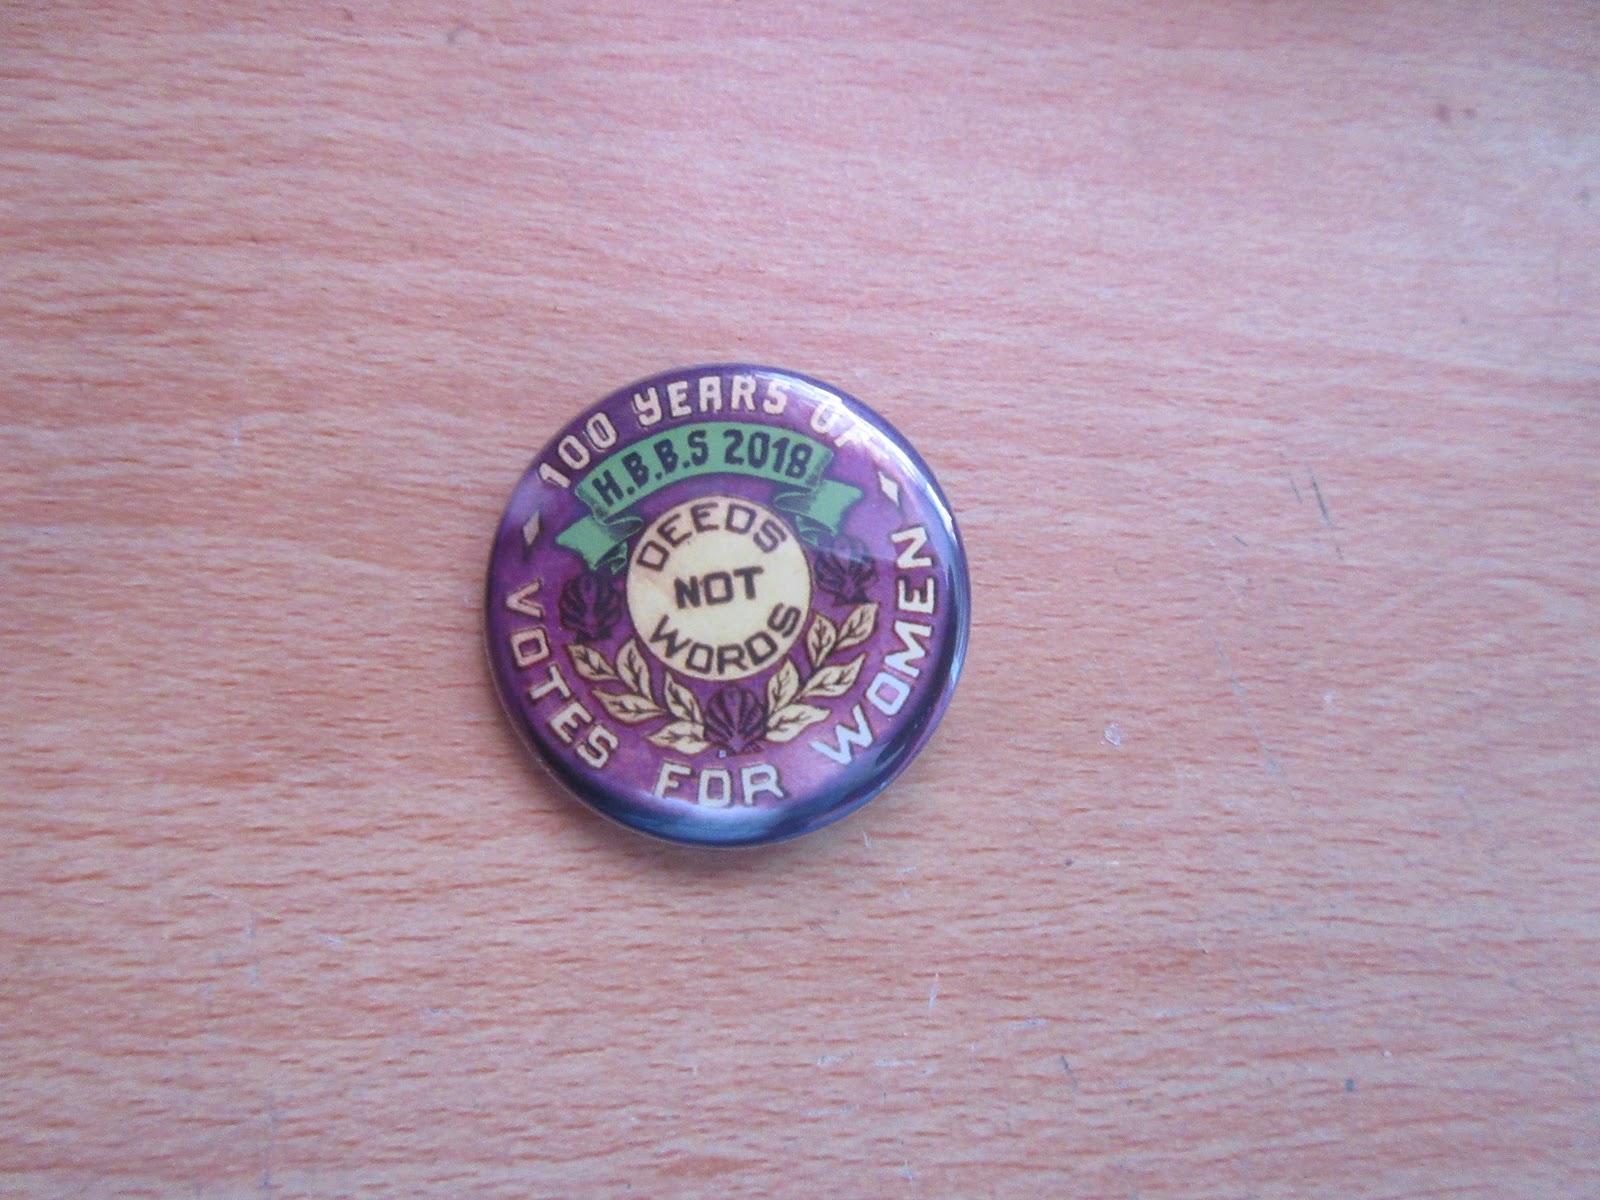 100 YEARS OF
H.B.B.S 2018
DEEDS
NOT
WORDS
VOTES FOR WOMEN